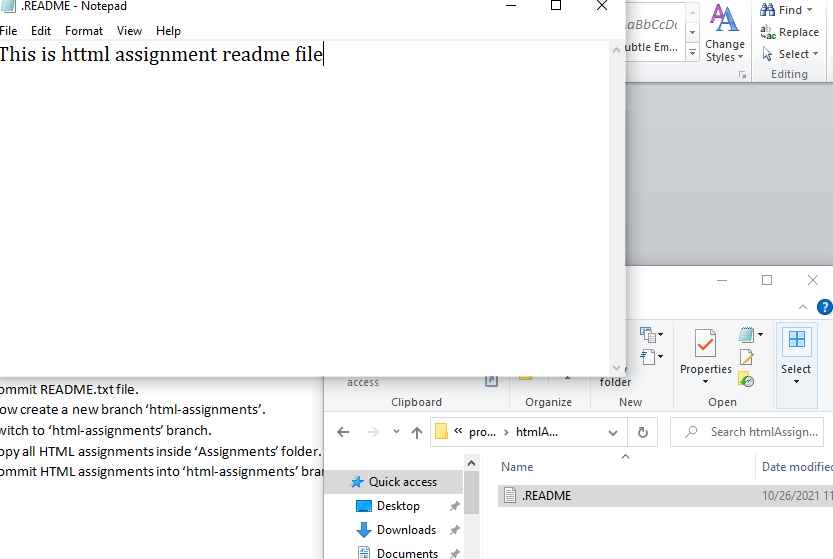 .README - Notepad
File Edit Format View Help
This is httml assignment readme file
AaBbCcDc
ubtle Em...
Change
Styles
Find
Replace
Select
Editing
access
folder
Properties
Select
Clipboard Organize New Open
ommit README.txt file.
ow create a new branch ‘html-assignments’.
witch to ‘html-assignments’ branch.
opy all HTML assignments inside ‘Assignments’ folder.
ommit HTML assignments into ‘html-assignments’ bran
« pro... › htmlA...
Search htmlAssign...
Name Date modified
Quick access
.README 10/26/2021 11
Desktop
Downloads
Documents